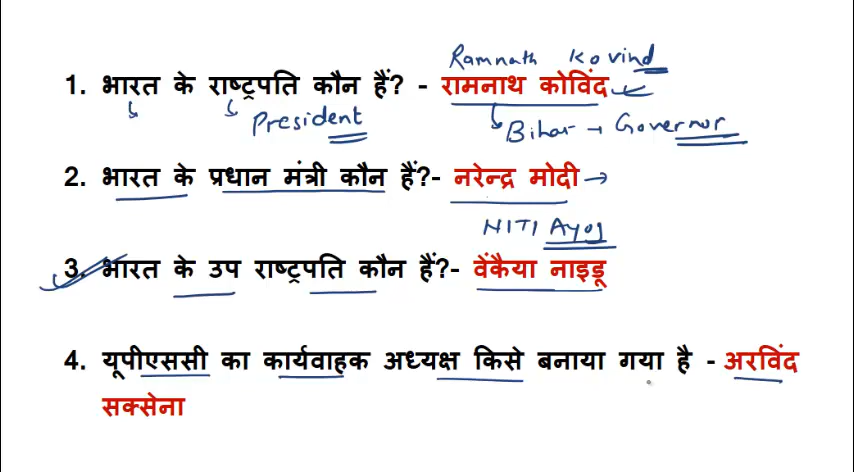 Ramnath Kovind
1. भारत के राष्ट्रपति कौन हैं? - रामनाथ कोविंद
President
Bihar → Governor
2. भारत के प्रधान मंत्री कौन हैं?- नरेन्द्र मोदी →
NITI Ayog
3. भारत के उप राष्ट्रपति कौन हैं?- वेंकैया नाइडू
4. यूपीएससी का कार्यवाहक अध्यक्ष किसे बनाया गया है - अरविंद
सक्सेना